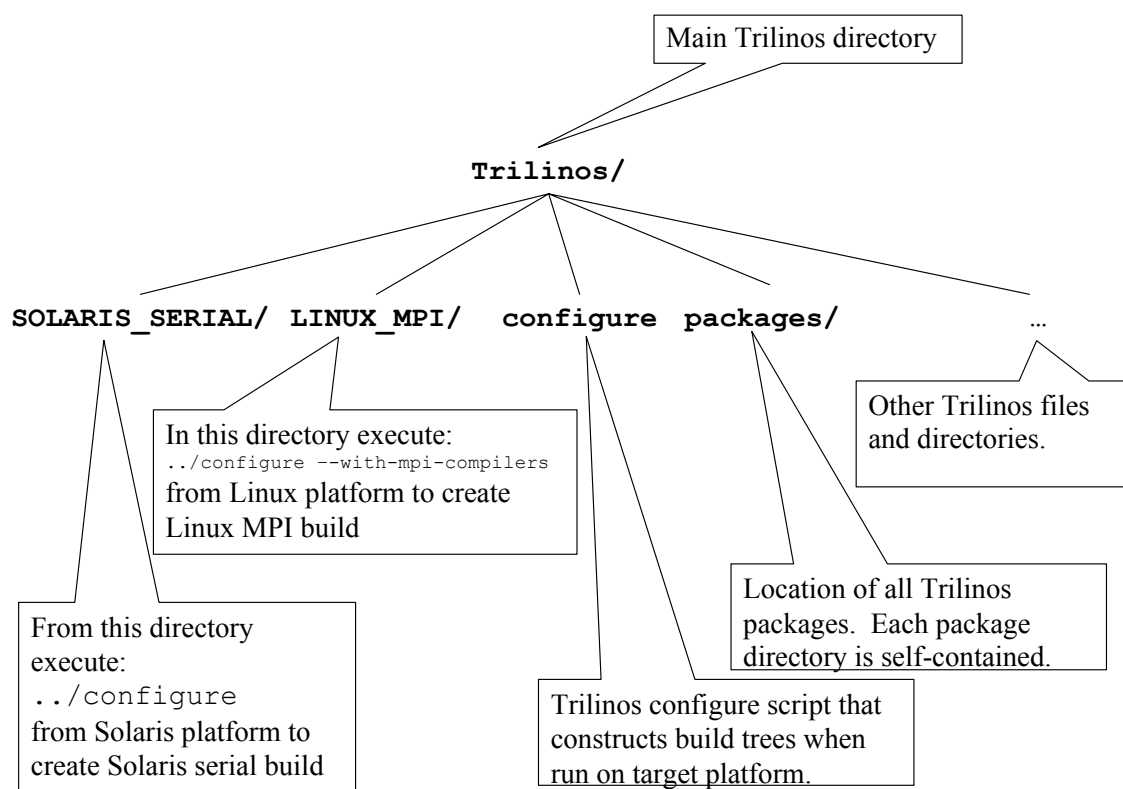 Main Trilinos directory
Trilinos/
SOLARIS_SERIAL/ LINUX_MPI/ configure packages/ …
Other Trilinos files
and directories.
In this directory execute:
../configure --with-mpi-compilers
from Linux platform to create
Linux MPI build
Location of all Trilinos
packages.  Each package
directory is self-contained.
From this directory
execute:
../configure
from Solaris platform to
create Solaris serial build
Trilinos configure script that
constructs build trees when
run on target platform.